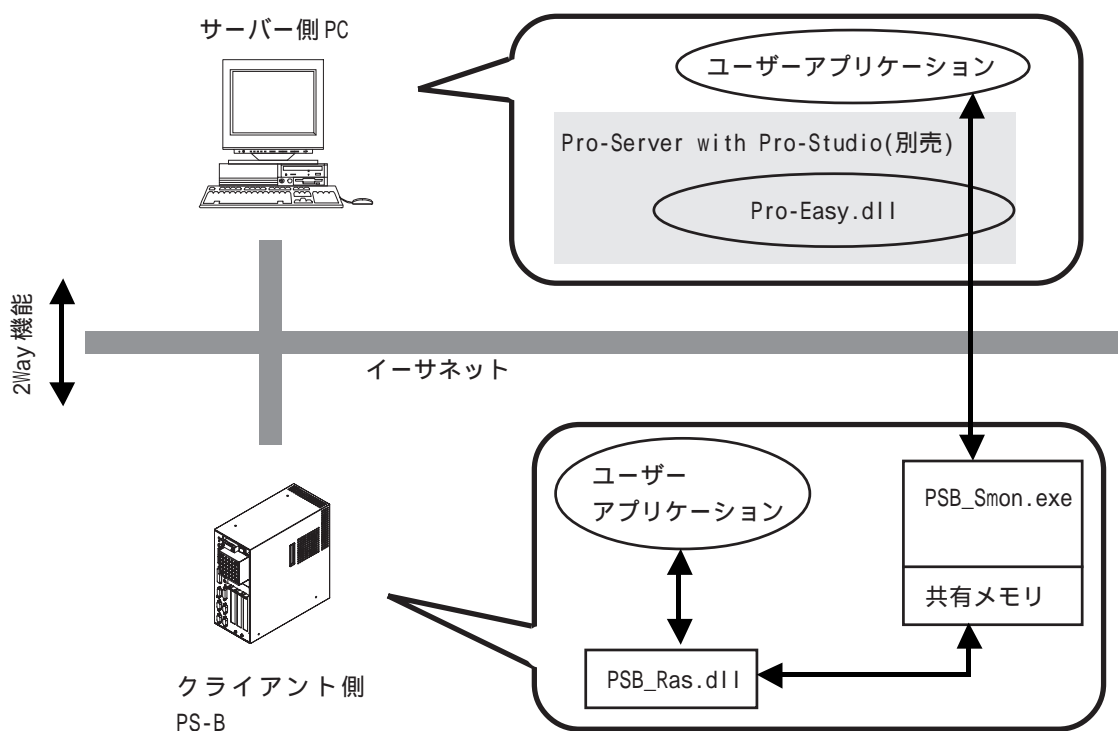 サーバー側PC
ユーザーアプリケーション
Pro-Server with Pro-Studio(別売)
Pro-Easy.dll
2Way機能
イーサネット
ユーザー
アプリケーション
PSB_Smon.exe
共有メモリ
PSB_Ras.dll
クライアント側
PS-B